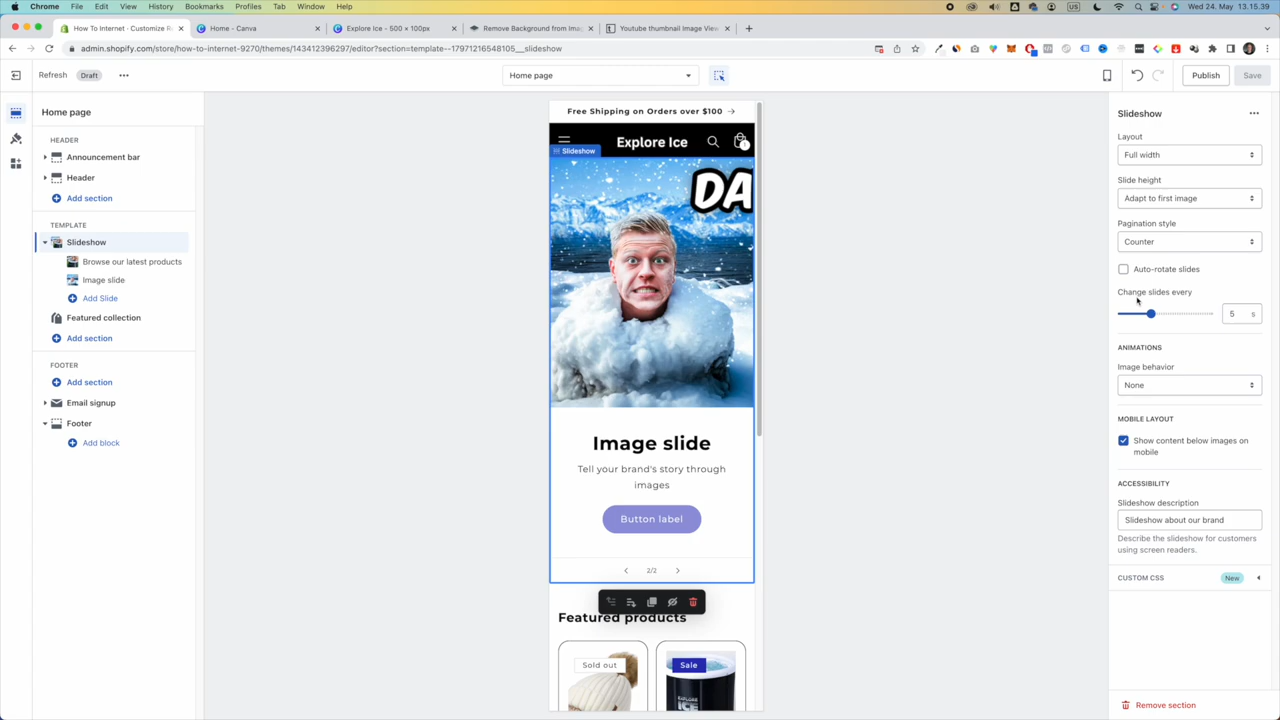 Chrome File Edit View History Bookmarks Profiles Tab Window Help
US
Wed 24. May 13.15.39
How To Internet · Customize R
Home - Canva
Explore Ice - 500 × 100px
Remove Background from Ima
Youtube thumbnail Image View
admin.shopify.com/store/how-to-internet-9270/themes/143412396297/editor?section=template--17971216548105__slideshow
Refresh Draft
Home page
Publish Save
Home page
HEADER
Announcement bar
Header
Add section
TEMPLATE
Slideshow
Browse our latest products
Image slide
Add Slide
Featured collection
Add section
FOOTER
Add section
Email signup
Footer
Add block
Free Shipping on Orders over $100 →
Explore Ice
1
Slideshow
DA
Image slide
Tell your brand's story through
images
Button label
2/2
Featured products
Sold out
Sale
EXPLORE
ICE
Slideshow
Layout
Full width
Slide height
Adapt to first image
Pagination style
Counter
Auto-rotate slides
Change slides every
5 s
ANIMATIONS
Image behavior
None
MOBILE LAYOUT
Show content below images on
mobile
ACCESSIBILITY
Slideshow description
Slideshow about our brand
Describe the slideshow for customers
using screen readers.
CUSTOM CSS New
Remove section